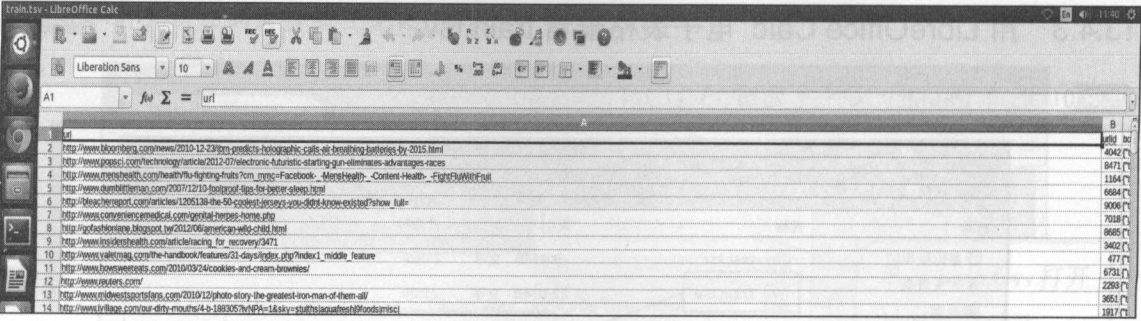 train.tsv - LibreOffice Calc
En
11:40
Liberation Sans
10
A1
f(x) Σ = url
A B
1 url urlid bo
2 http://www.bloomberg.com/news/2010-12-23/ibm-predicts-holographic-calls-air-breathing-batteries-by-2015.html 4042 {"t
3 http://www.popsci.com/technology/article/2012-07/electronic-futuristic-starting-gun-eliminates-advantages-races 8471 {"t
4 http://www.menshealth.com/health/flu-fighting-fruits?cm_mmc=Facebook-_-MensHealth-_-Content-Health-_-FightFluWithFruit 1164 {"t
5 http://www.dumblittleman.com/2007/12/10-foolproof-tips-for-better-sleep.html 6684 {"t
6 http://bleacherreport.com/articles/1205138-the-50-coolest-jerseys-you-didnt-know-existed?show_full= 9006 {"t
7 http://www.conveniencemedical.com/genital-herpes-home.php 7018 {"t
8 http://gofashionlane.blogspot.tw/2012/06/american-wild-child.html 8685 {"t
9 http://www.insidershealth.com/article/racing_for_recovery/3471 3402 {"t
10 http://www.valetmag.com/the-handbook/features/31-days/index.php?index1_middle_feature 477 {"t
11 http://www.howsweeteats.com/2010/03/24/cookies-and-cream-brownies/ 6731 {"t
12 http://www.reuters.com/ 2293 {"t
13 http://www.midwestsportsfans.com/2010/12/photo-story-the-greatest-iron-man-of-them-all/ 3651 {"t
14 http://www.ivillage.com/our-dirty-mouths/4-b-188305?ivNPA=1&sky=stulths|aquafresh|9foods|misc| 1917 {"t